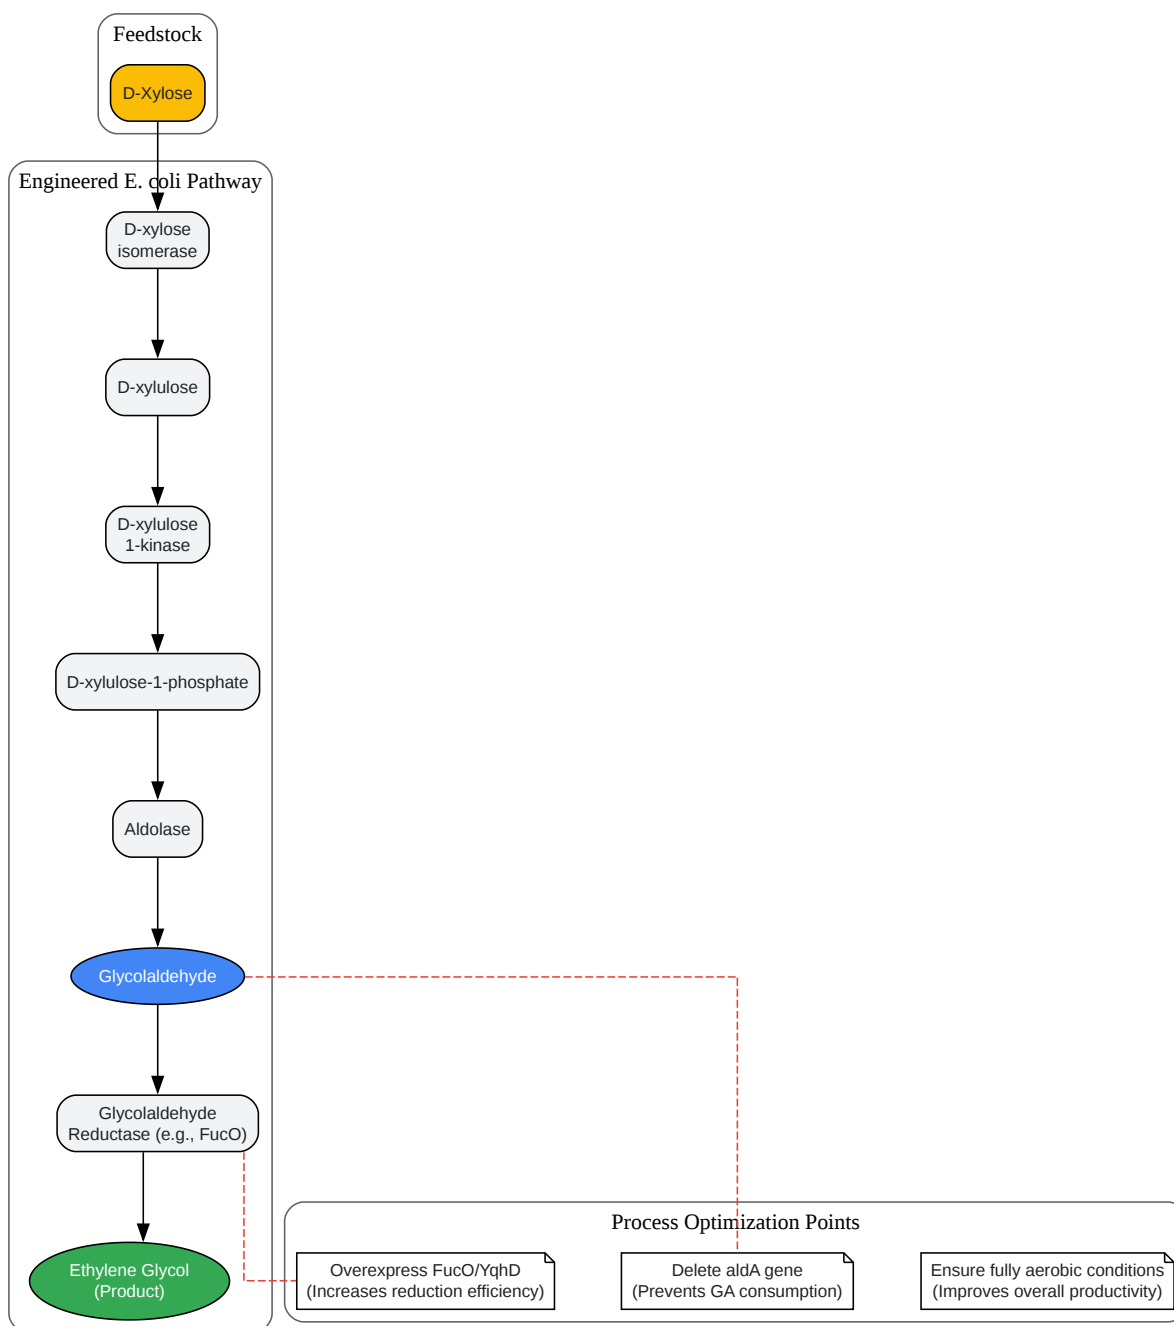 Feedstock
D-Xylose
Engineered E. coli Pathway
D-xylose
isomerase
D-xylulose
D-xylulose
1-kinase
D-xylulose-1-phosphate
Aldolase
Glycolaldehyde
Glycolaldehyde
Reductase (e.g., FucO)
Ethylene Glycol
(Product)
Process Optimization Points
Overexpress FucO/YqhD
(Increases reduction efficiency)
Delete aldA gene
(Prevents GA consumption)
Ensure fully aerobic conditions
(Improves overall productivity)